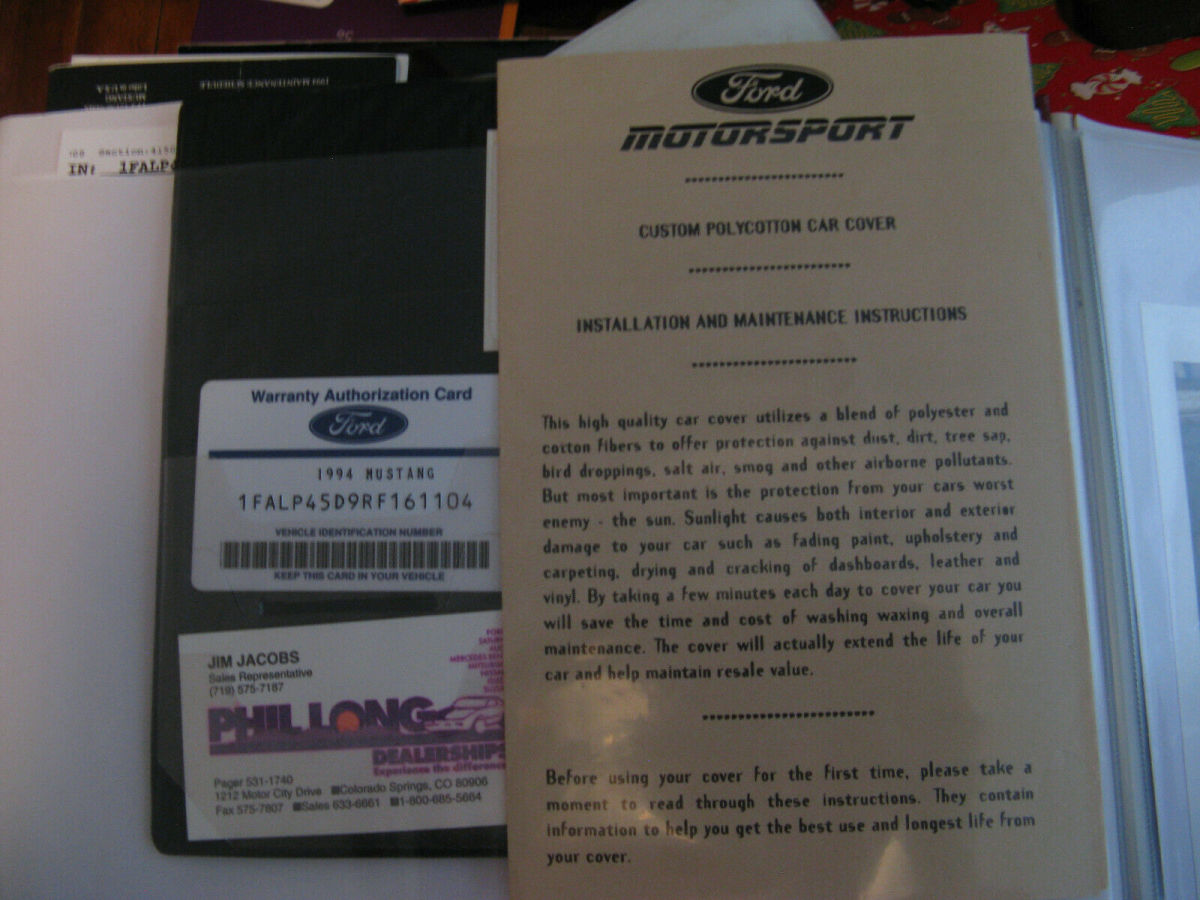 1994 MAINTENANCE SCHEDULE
MUSTANG
Litho in U.S.A.
IN: 1FALP4
Warranty Authorization Card
Ford
1994 MUSTANG
1FALP45D9RF161104
VEHICLE IDENTIFICATION NUMBER
KEEP THIS CARD IN YOUR VEHICLE
JIM JACOBS
Sales Representative
(719) 575-7187
PHIL LONG
DEALERSHIPS
Experience the difference
Pager 531-1740
1212 Motor City Drive ■Colorado Springs, CO 80906
Fax 575-7807 ■Sales 633-6661 ■1-800-685-5664
Ford
MOTORSPORT
CUSTOM POLYCOTTON CAR COVER
INSTALLATION AND MAINTENANCE INSTRUCTIONS
This high quality car cover utilizes a blend of polyester and
cotton fibers to offer protection against dust, dirt, tree sap,
bird droppings, salt air, smog and other airborne pollutants.
But most important is the protection from your cars worst
enemy - the sun. Sunlight causes both interior and exterior
damage to your car such as fading paint, upholstery and
carpeting, drying and cracking of dashboards, leather and
vinyl. By taking a few minutes each day to cover your car you
will save the time and cost of washing waxing and overall
maintenance. The cover will actually extend the life of your
car and help maintain resale value.
Before using your cover for the first time, please take a
moment to read through these instructions. They contain
information to help you get the best use and longest life from
your cover.